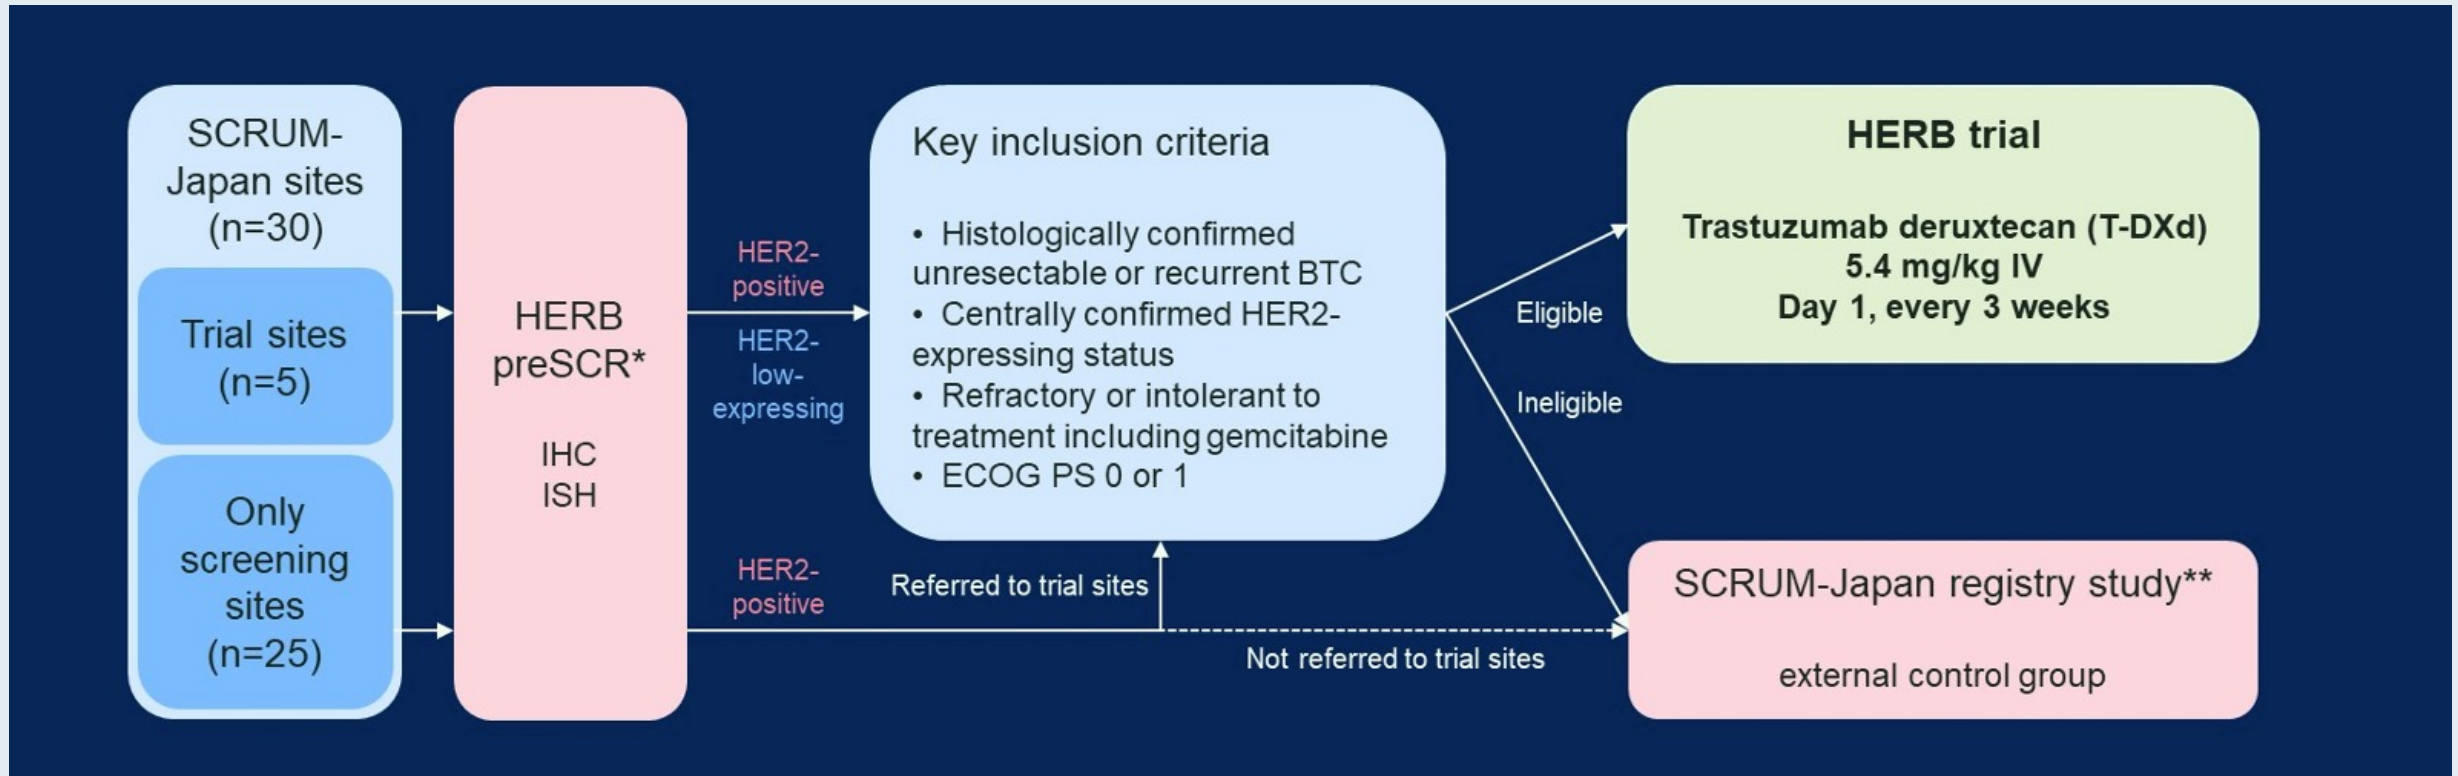 SCRUM-
Japan sites
(n=30)
Trial sites
(n=5)
Only
screening
sites
(n=25)
HERB
preSCR*
IHC
ISH
HER2-
positive
HER2-
low-
expressing
HER2-
positive
Key inclusion criteria
• Histologically confirmed
unresectable or recurrent BTC
• Centrally confirmed HER2-
expressing status
• Refractory or intolerant to
treatment including gemcitabine
• ECOG PS 0 or 1
Referred to trial sites
Not referred to trial sites
Eligible
Ineligible
HERB trial
Trastuzumab deruxtecan (T-DXd)
5.4 mg/kg IV
Day 1, every 3 weeks
SCRUM-Japan registry study**
external control group